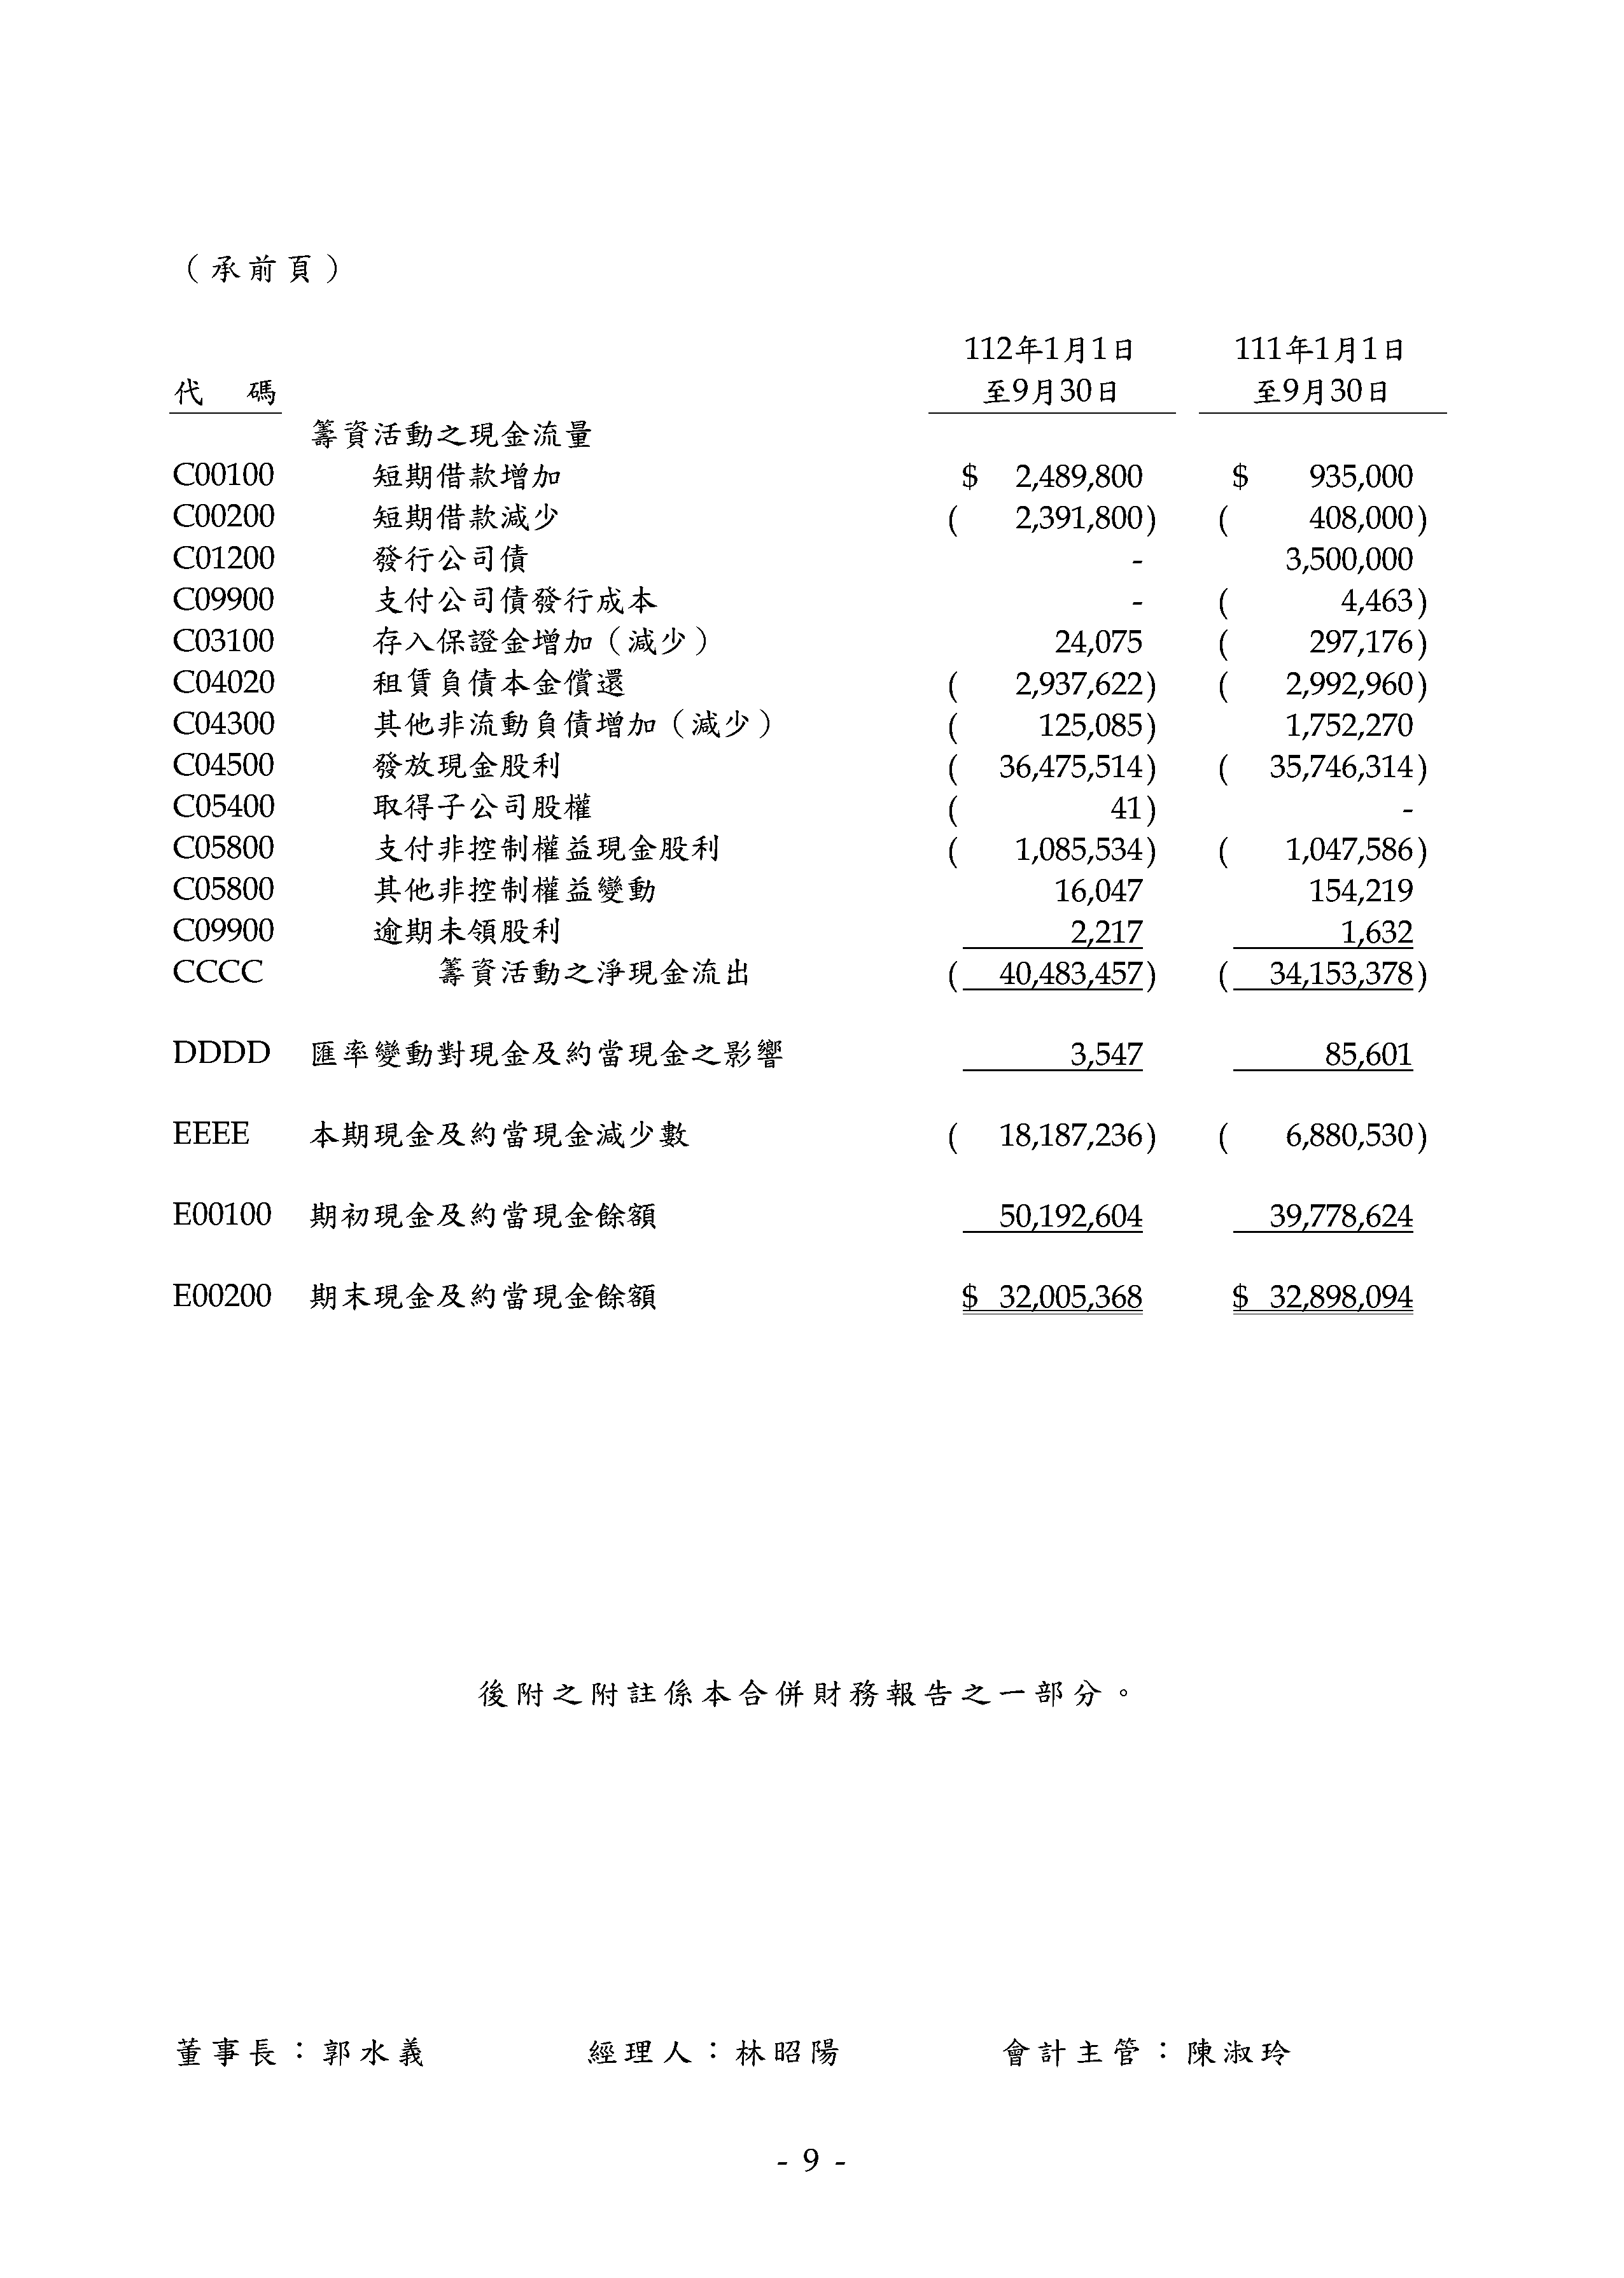 （承前頁）
112年1月1日 111年1月1日
代 碼 至9月30日 至9月30日
籌資活動之現金流量
C00100 短期借款增加 $ 2,489,800 $ 935,000
C00200 短期借款減少 ( 2,391,800) ( 408,000)
C01200 發行公司債 - 3,500,000
C09900 支付公司債發行成本 - ( 4,463)
C03100 存入保證金增加（減少） 24,075 ( 297,176)
C04020 租賃負債本金償還 ( 2,937,622) ( 2,992,960)
C04300 其他非流動負債增加（減少） ( 125,085) 1,752,270
C04500 發放現金股利 ( 36,475,514) ( 35,746,314)
C05400 取得子公司股權 ( 41) -
C05800 支付非控制權益現金股利 ( 1,085,534) ( 1,047,586)
C05800 其他非控制權益變動 16,047 154,219
C09900 逾期未領股利 2,217 1,632
CCCC 籌資活動之淨現金流出 ( 40,483,457) ( 34,153,378)
DDDD 匯率變動對現金及約當現金之影響 3,547 85,601
EEEE 本期現金及約當現金減少數 ( 18,187,236) ( 6,880,530)
E00100 期初現金及約當現金餘額 50,192,604 39,778,624
E00200 期末現金及約當現金餘額 $ 32,005,368 $ 32,898,094
後附之附註係本合併財務報告之一部分。
董事長：郭水義 經理人：林昭陽 會計主管：陳淑玲
- 9 -